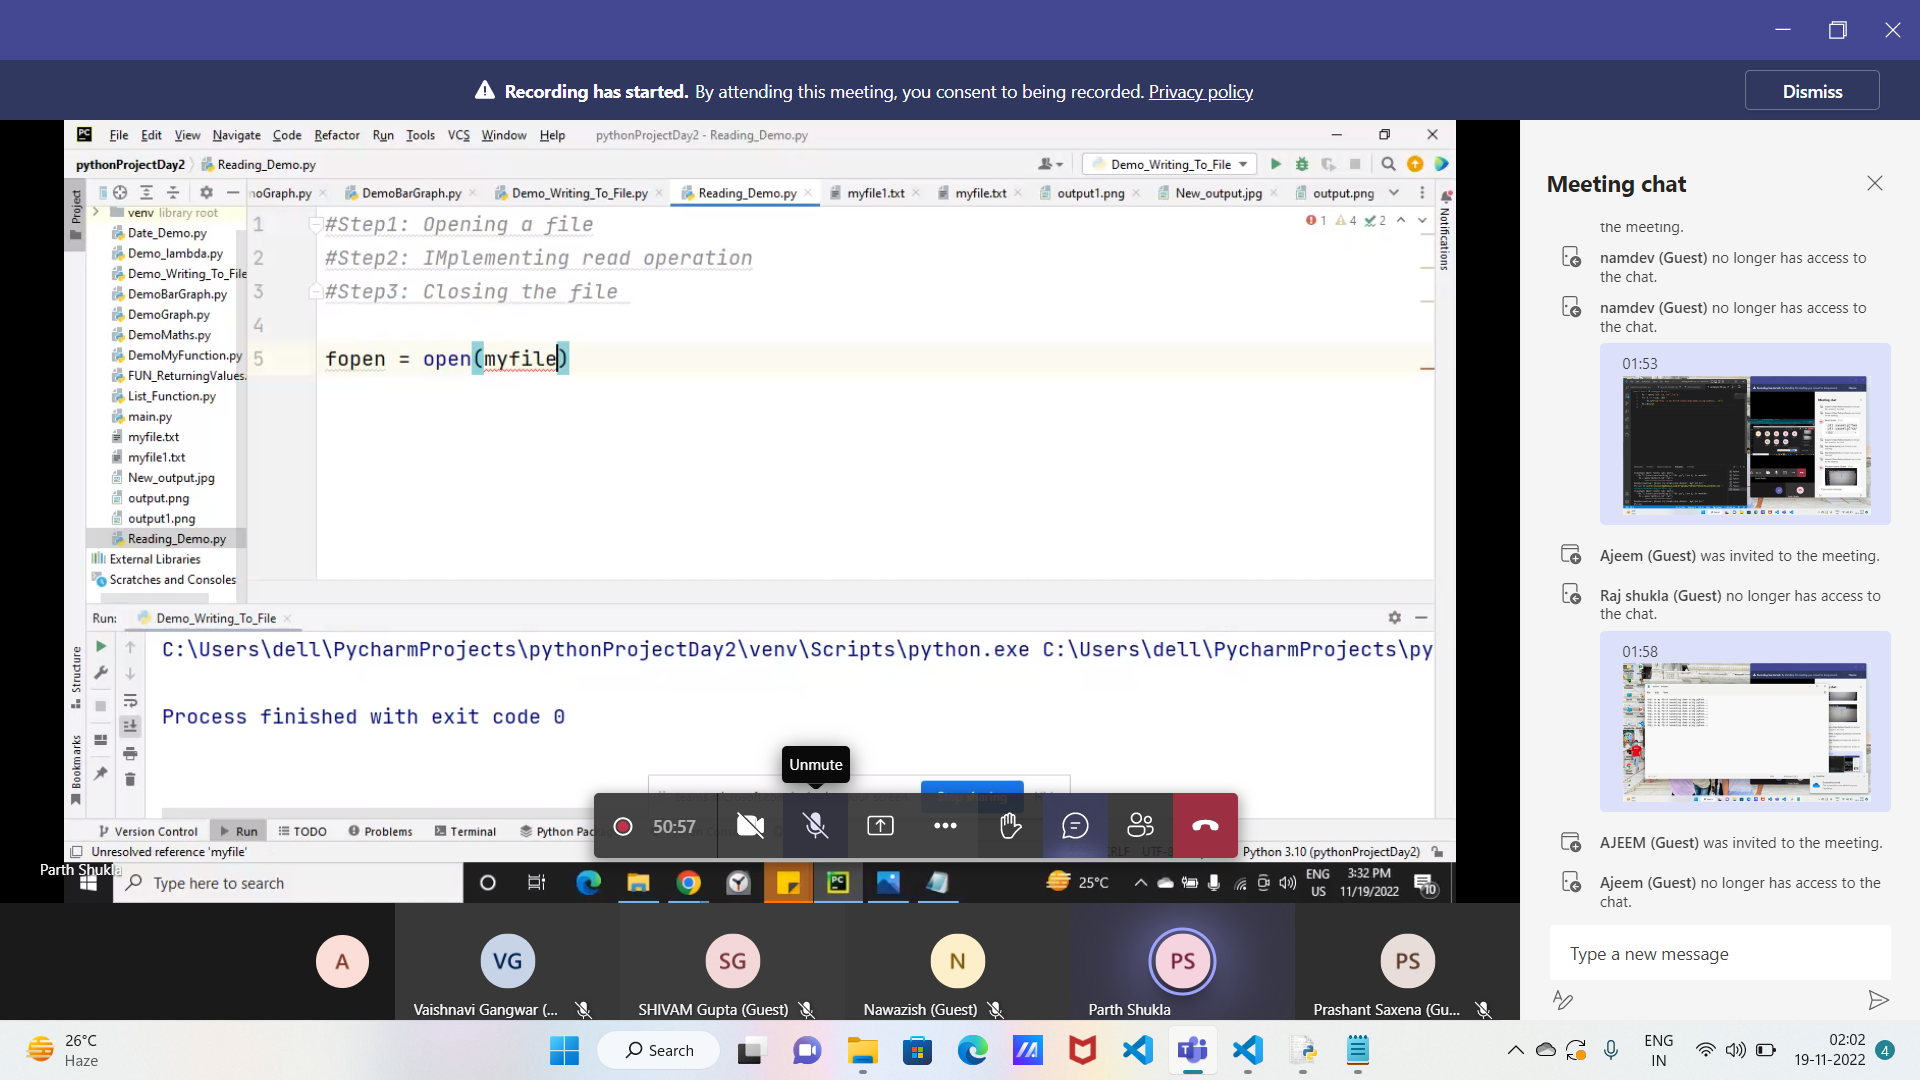 Recording has started. By attending this meeting, you consent to being recorded. Privacy policy
Dismiss
File Edit View Navigate Code Refactor Run Tools VCS Window Help pythonProjectDay2 - Reading_Demo.py
pythonProjectDay2 Reading_Demo.py
Demo_Writing_To_File
noGraph.py DemoBarGraph.py Demo_Writing_To_File.py Reading_Demo.py myfile1.txt myfile.txt output1.png New_output.jpg output.png
Project
venv library root
Date_Demo.py
Demo_lambda.py
Demo_Writing_To_File
DemoBarGraph.py
DemoGraph.py
DemoMaths.py
DemoMyFunction.py
FUN_ReturningValues.
List_Function.py
main.py
myfile.txt
myfile1.txt
New_output.jpg
output.png
output1.png
Reading_Demo.py
External Libraries
Scratches and Consoles
1 #Step1: Opening a file
2 #Step2: IMplementing read operation
3 #Step3: Closing the file
4
5 fopen = open(myfile)
1 4 2
Notifications
Structure
Bookmarks
Run: Demo_Writing_To_File
C:\Users\dell\PycharmProjects\pythonProjectDay2\venv\Scripts\python.exe C:\Users\dell\PycharmProjects\py
Process finished with exit code 0
Unmute
50:57
Version Control Run TODO Problems Terminal Python Pac
Unresolved reference 'myfile'
Python 3.10 (pythonProjectDay2)
Parth Shukla
Type here to search
25°C
ENG
US
3:32 PM
11/19/2022
10
Meeting chat
the meeting.
namdev (Guest) no longer has access to
the chat.
namdev (Guest) no longer has access to
the chat.
01:53
Ajeem (Guest) was invited to the meeting.
Raj shukla (Guest) no longer has access to
the chat.
01:58
AJEEM (Guest) was invited to the meeting.
Ajeem (Guest) no longer has access to the
chat.
Type a new message
A
VG
Vaishnavi Gangwar (...
SG
SHIVAM Gupta (Guest)
N
Nawazish (Guest)
PS
Parth Shukla
PS
Prashant Saxena (Gu...
26°C
Haze
Search
ENG
IN
02:02
19-11-2022
4